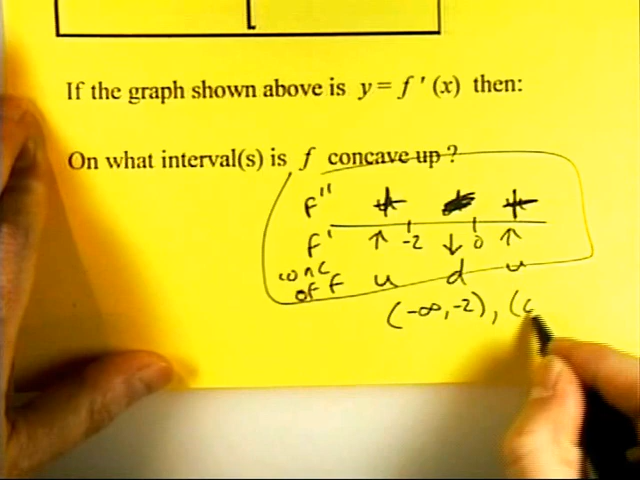 If the graph shown above is y = f ' (x) then:
On what interval(s) is f concave up ?
f"
f' ↑ -2 ↓ 0 ↑
conc u d u
of f
(-∞,-2), (